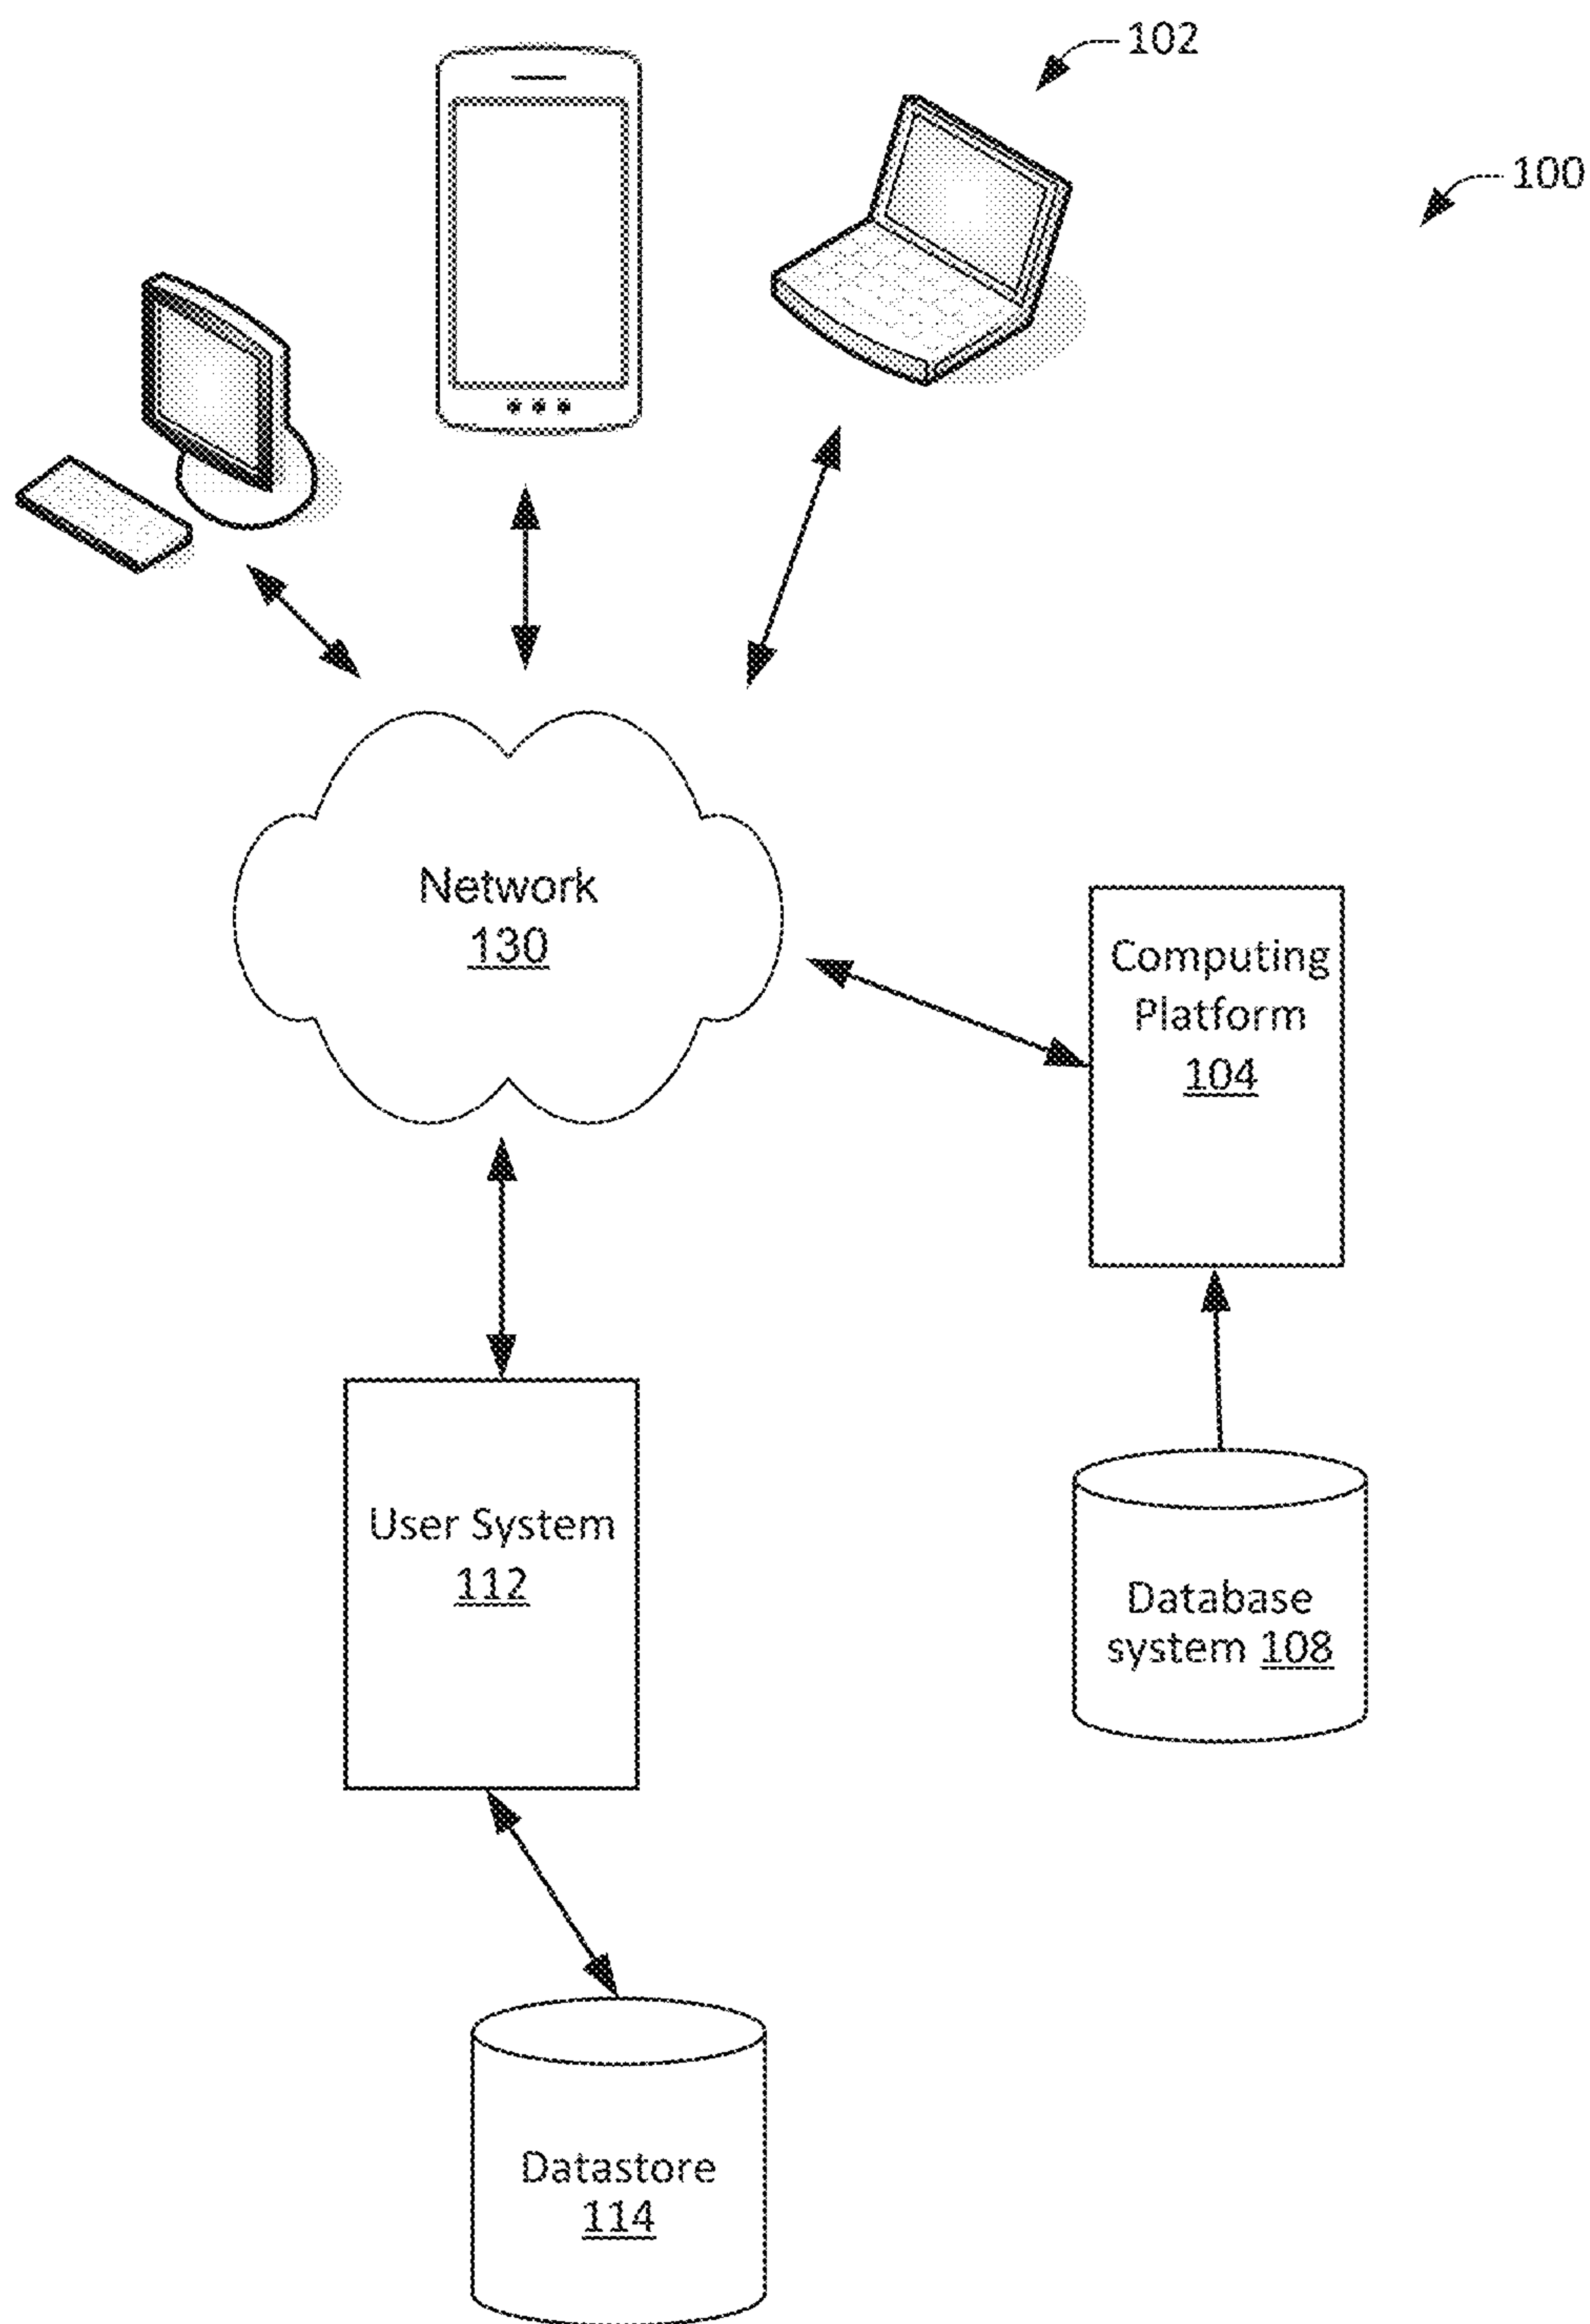 102
100
Network
130
Computing
Platform
104
User System
112
Database
system 108
Datastore
114